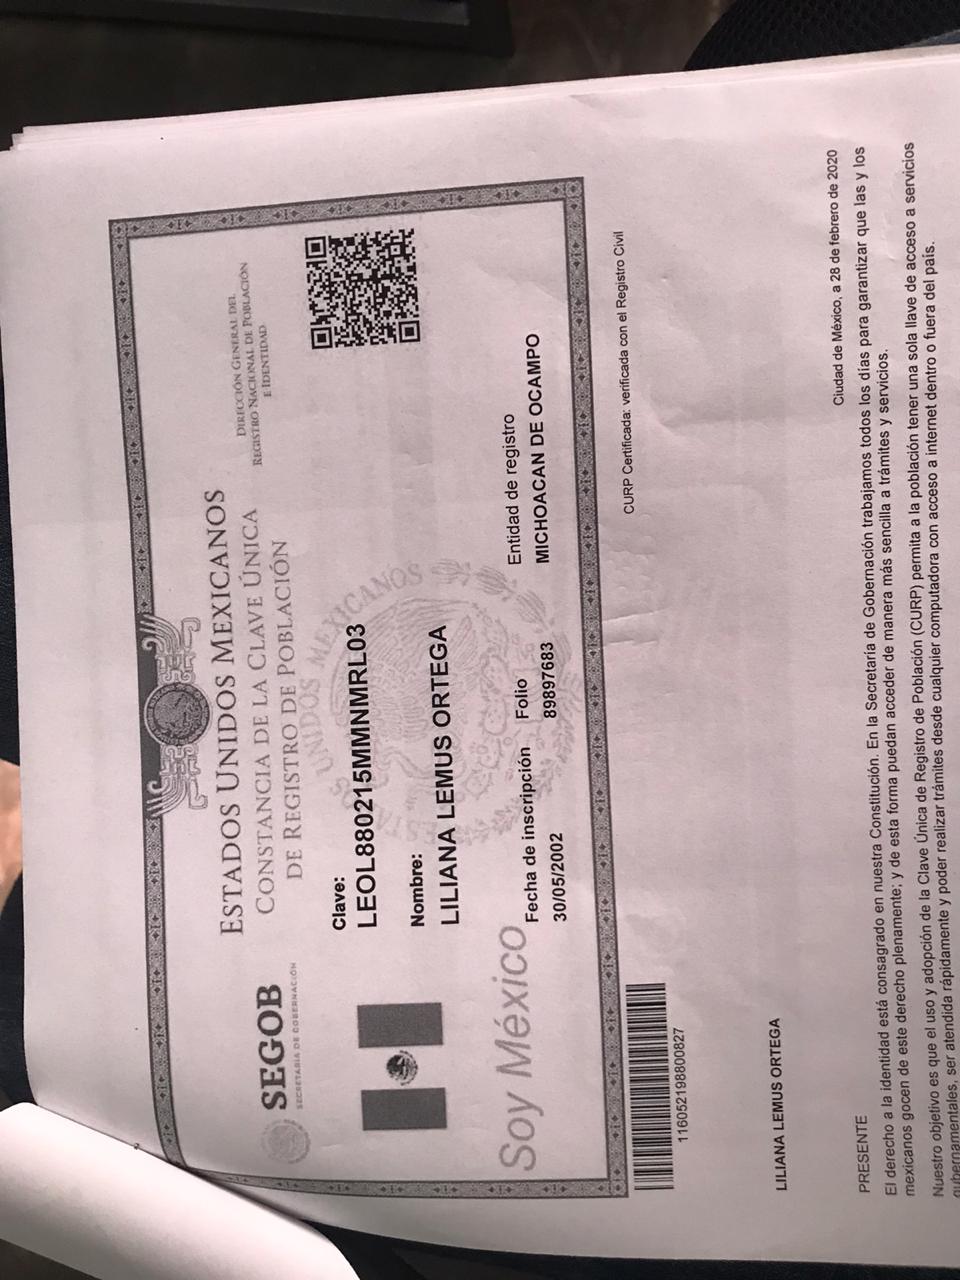 ESTADOS UNIDOS MEXICANOS
CONSTANCIA DE LA CLAVE ÚNICA
DE REGISTRO DE POBLACIÓN
SEGOB
SECRETARÍA DE GOBERNACIÓN
DIRECCIÓN GENERAL DEL
REGISTRO NACIONAL DE POBLACIÓN
E IDENTIDAD
Clave:
LEOL880215MMNMRL03
Nombre:
LILIANA LEMUS ORTEGA
ESTADOS UNIDOS MEXICANOS
Soy México
Fecha de inscripción
30/05/2002
Folio
89897683
Entidad de registro
MICHOACAN DE OCAMPO
116052198800827
CURP Certificada: verificada con el Registro Civil
LILIANA LEMUS ORTEGA
Ciudad de México, a 28 de febrero de 2020
PRESENTE
El derecho a la identidad está consagrado en nuestra Constitución. En la Secretaría de Gobernación trabajamos todos los días para garantizar que las y los
mexicanos gocen de este derecho plenamente; y de esta forma puedan acceder de manera más sencilla a trámites y servicios.
Nuestro objetivo es que el uso y adopción de la Clave Única de Registro de Población (CURP) permita a la población tener una sola llave de acceso a servicios
gubernamentales, ser atendida rápidamente y poder realizar trámites desde cualquier computadora con acceso a internet dentro o fuera del país.